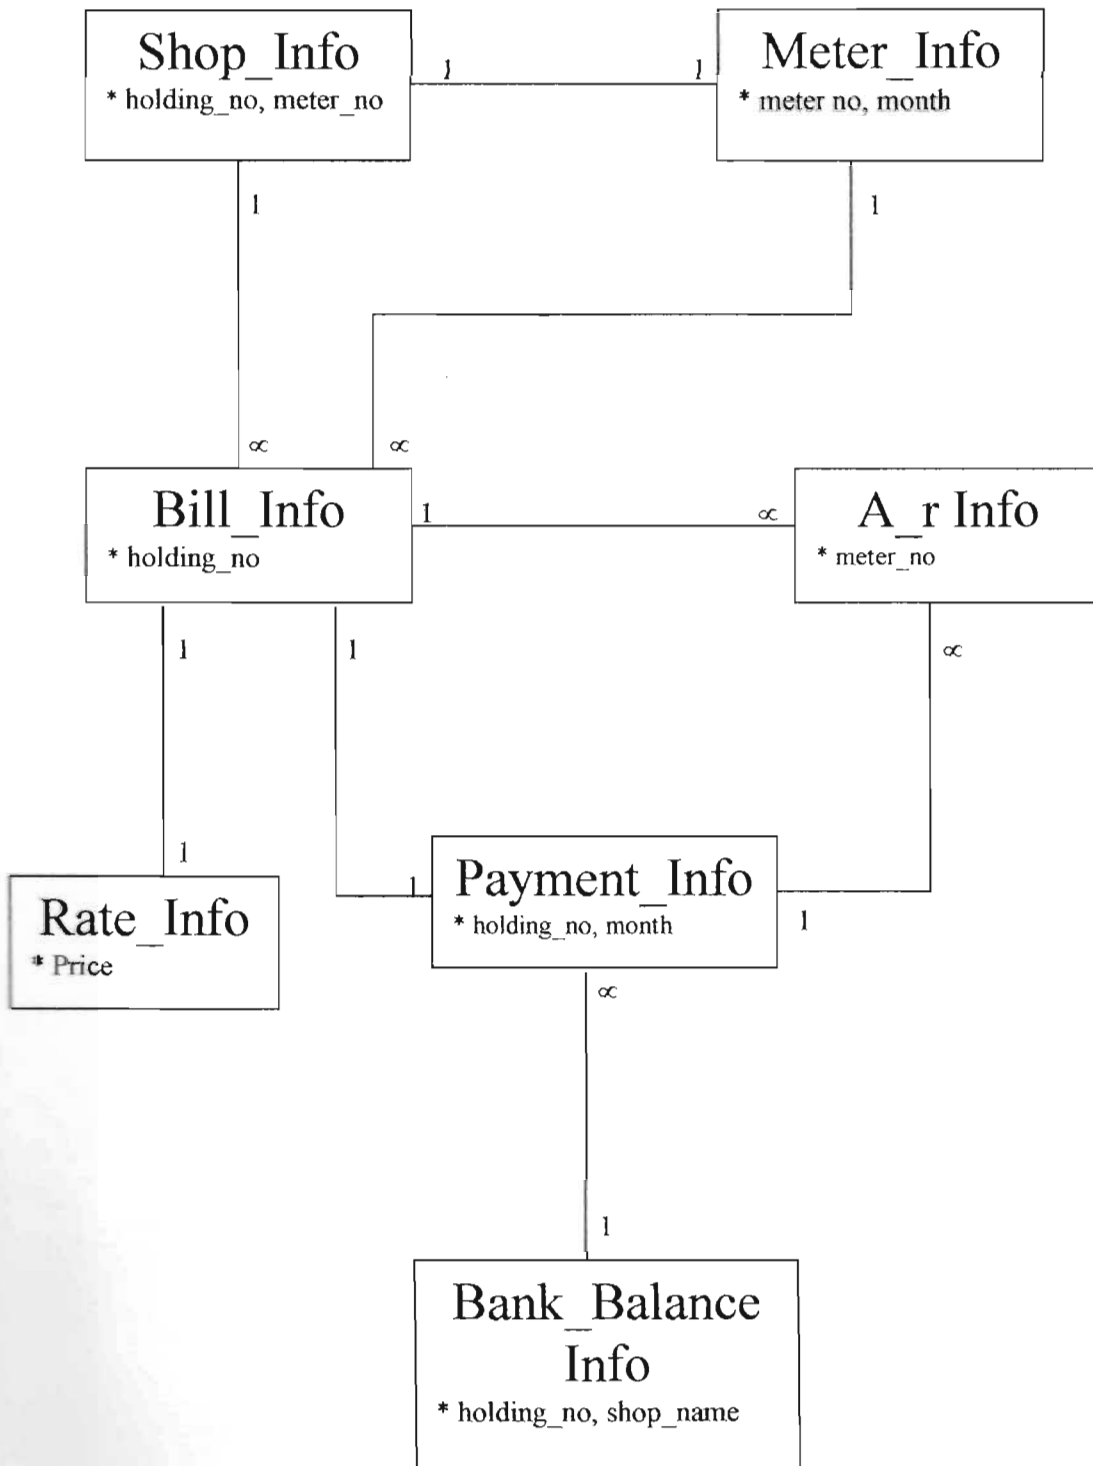 Shop_Info
* holding_no, meter_no
1
1
Meter_Info
* meter no, month
1
1
∝
∝
Bill_Info
* holding_no
1
∝
A_r Info
* meter_no
1
1
∝
1
1
Rate_Info
* Price
Payment_Info
* holding_no, month
1
∝
1
Bank_Balance
Info
* holding_no, shop_name